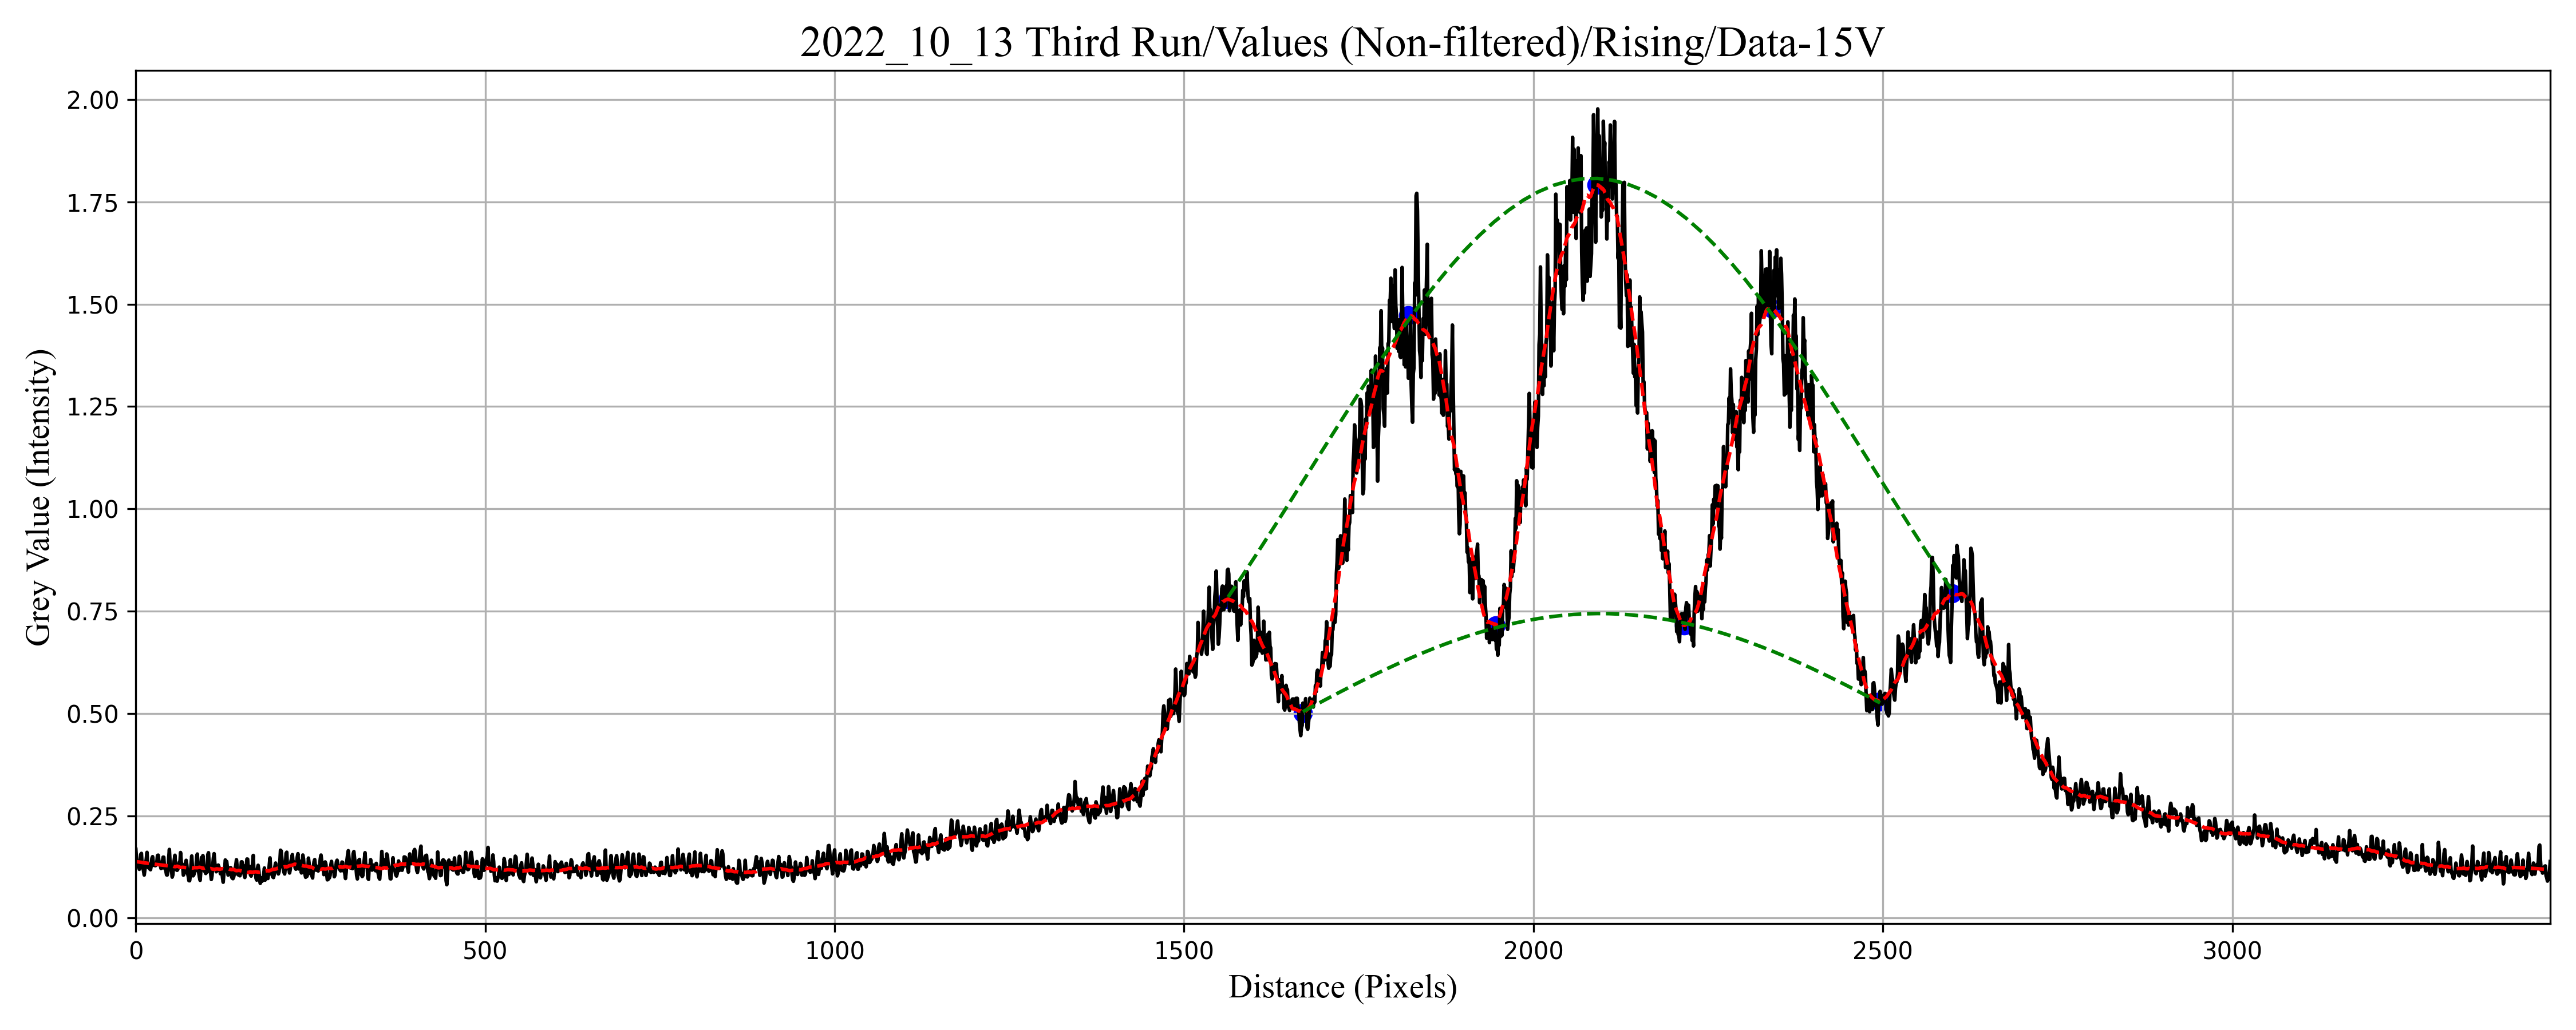 2022_10_13 Third Run/Values (Non-filtered)/Rising/Data-15V
2.00
1.75
1.50
1.25
1.00
0.75
0.50
0.25
0.00
Grey Value (Intensity)
0 500 1000 1500 2000 2500 3000
Distance (Pixels)